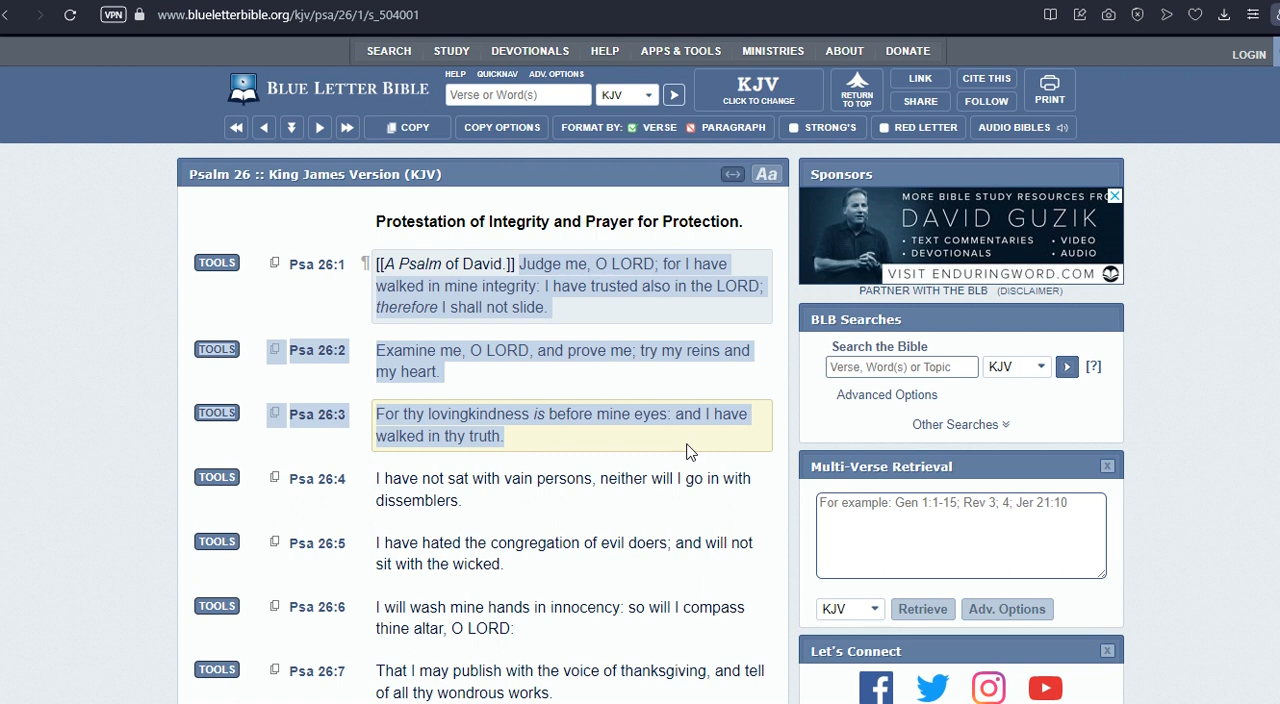 VPN www.blueletterbible.org/kjv/psa/26/1/s_504001
SEARCH STUDY DEVOTIONALS HELP APPS & TOOLS MINISTRIES ABOUT DONATE
LOGIN
BLUE LETTER BIBLE
HELP QUICKNAV ADV. OPTIONS
Verse or Word(s)
KJV
KJV
CLICK TO CHANGE
RETURN
TO TOP
LINK
CITE THIS
SHARE
FOLLOW
PRINT
COPY
COPY OPTIONS
FORMAT BY: VERSE PARAGRAPH
STRONG'S
RED LETTER
AUDIO BIBLES
Psalm 26 :: King James Version (KJV)
Aa
Protestation of Integrity and Prayer for Protection.
TOOLS Psa 26:1 ¶ [[A Psalm of David.]] Judge me, O LORD; for I have
walked in mine integrity: I have trusted also in the LORD;
therefore I shall not slide.
TOOLS Psa 26:2 Examine me, O LORD, and prove me; try my reins and
my heart.
TOOLS Psa 26:3 For thy lovingkindness is before mine eyes: and I have
walked in thy truth.
TOOLS Psa 26:4 I have not sat with vain persons, neither will I go in with
dissemblers.
TOOLS Psa 26:5 I have hated the congregation of evil doers; and will not
sit with the wicked.
TOOLS Psa 26:6 I will wash mine hands in innocency: so will I compass
thine altar, O LORD:
TOOLS Psa 26:7 That I may publish with the voice of thanksgiving, and tell
of all thy wondrous works.
Sponsors
MORE BIBLE STUDY RESOURCES
DAVID GUZIK
• TEXT COMMENTARIES • VIDEO
• DEVOTIONALS • AUDIO
VISIT ENDURINGWORD.COM
PARTNER WITH THE BLB (DISCLAIMER)
BLB Searches
Search the Bible
Verse, Word(s) or Topic
KJV
[?]
Advanced Options
Other Searches
Multi-Verse Retrieval X
For example: Gen 1:1-15; Rev 3; 4; Jer 21:10
KJV
Retrieve
Adv. Options
Let's Connect X